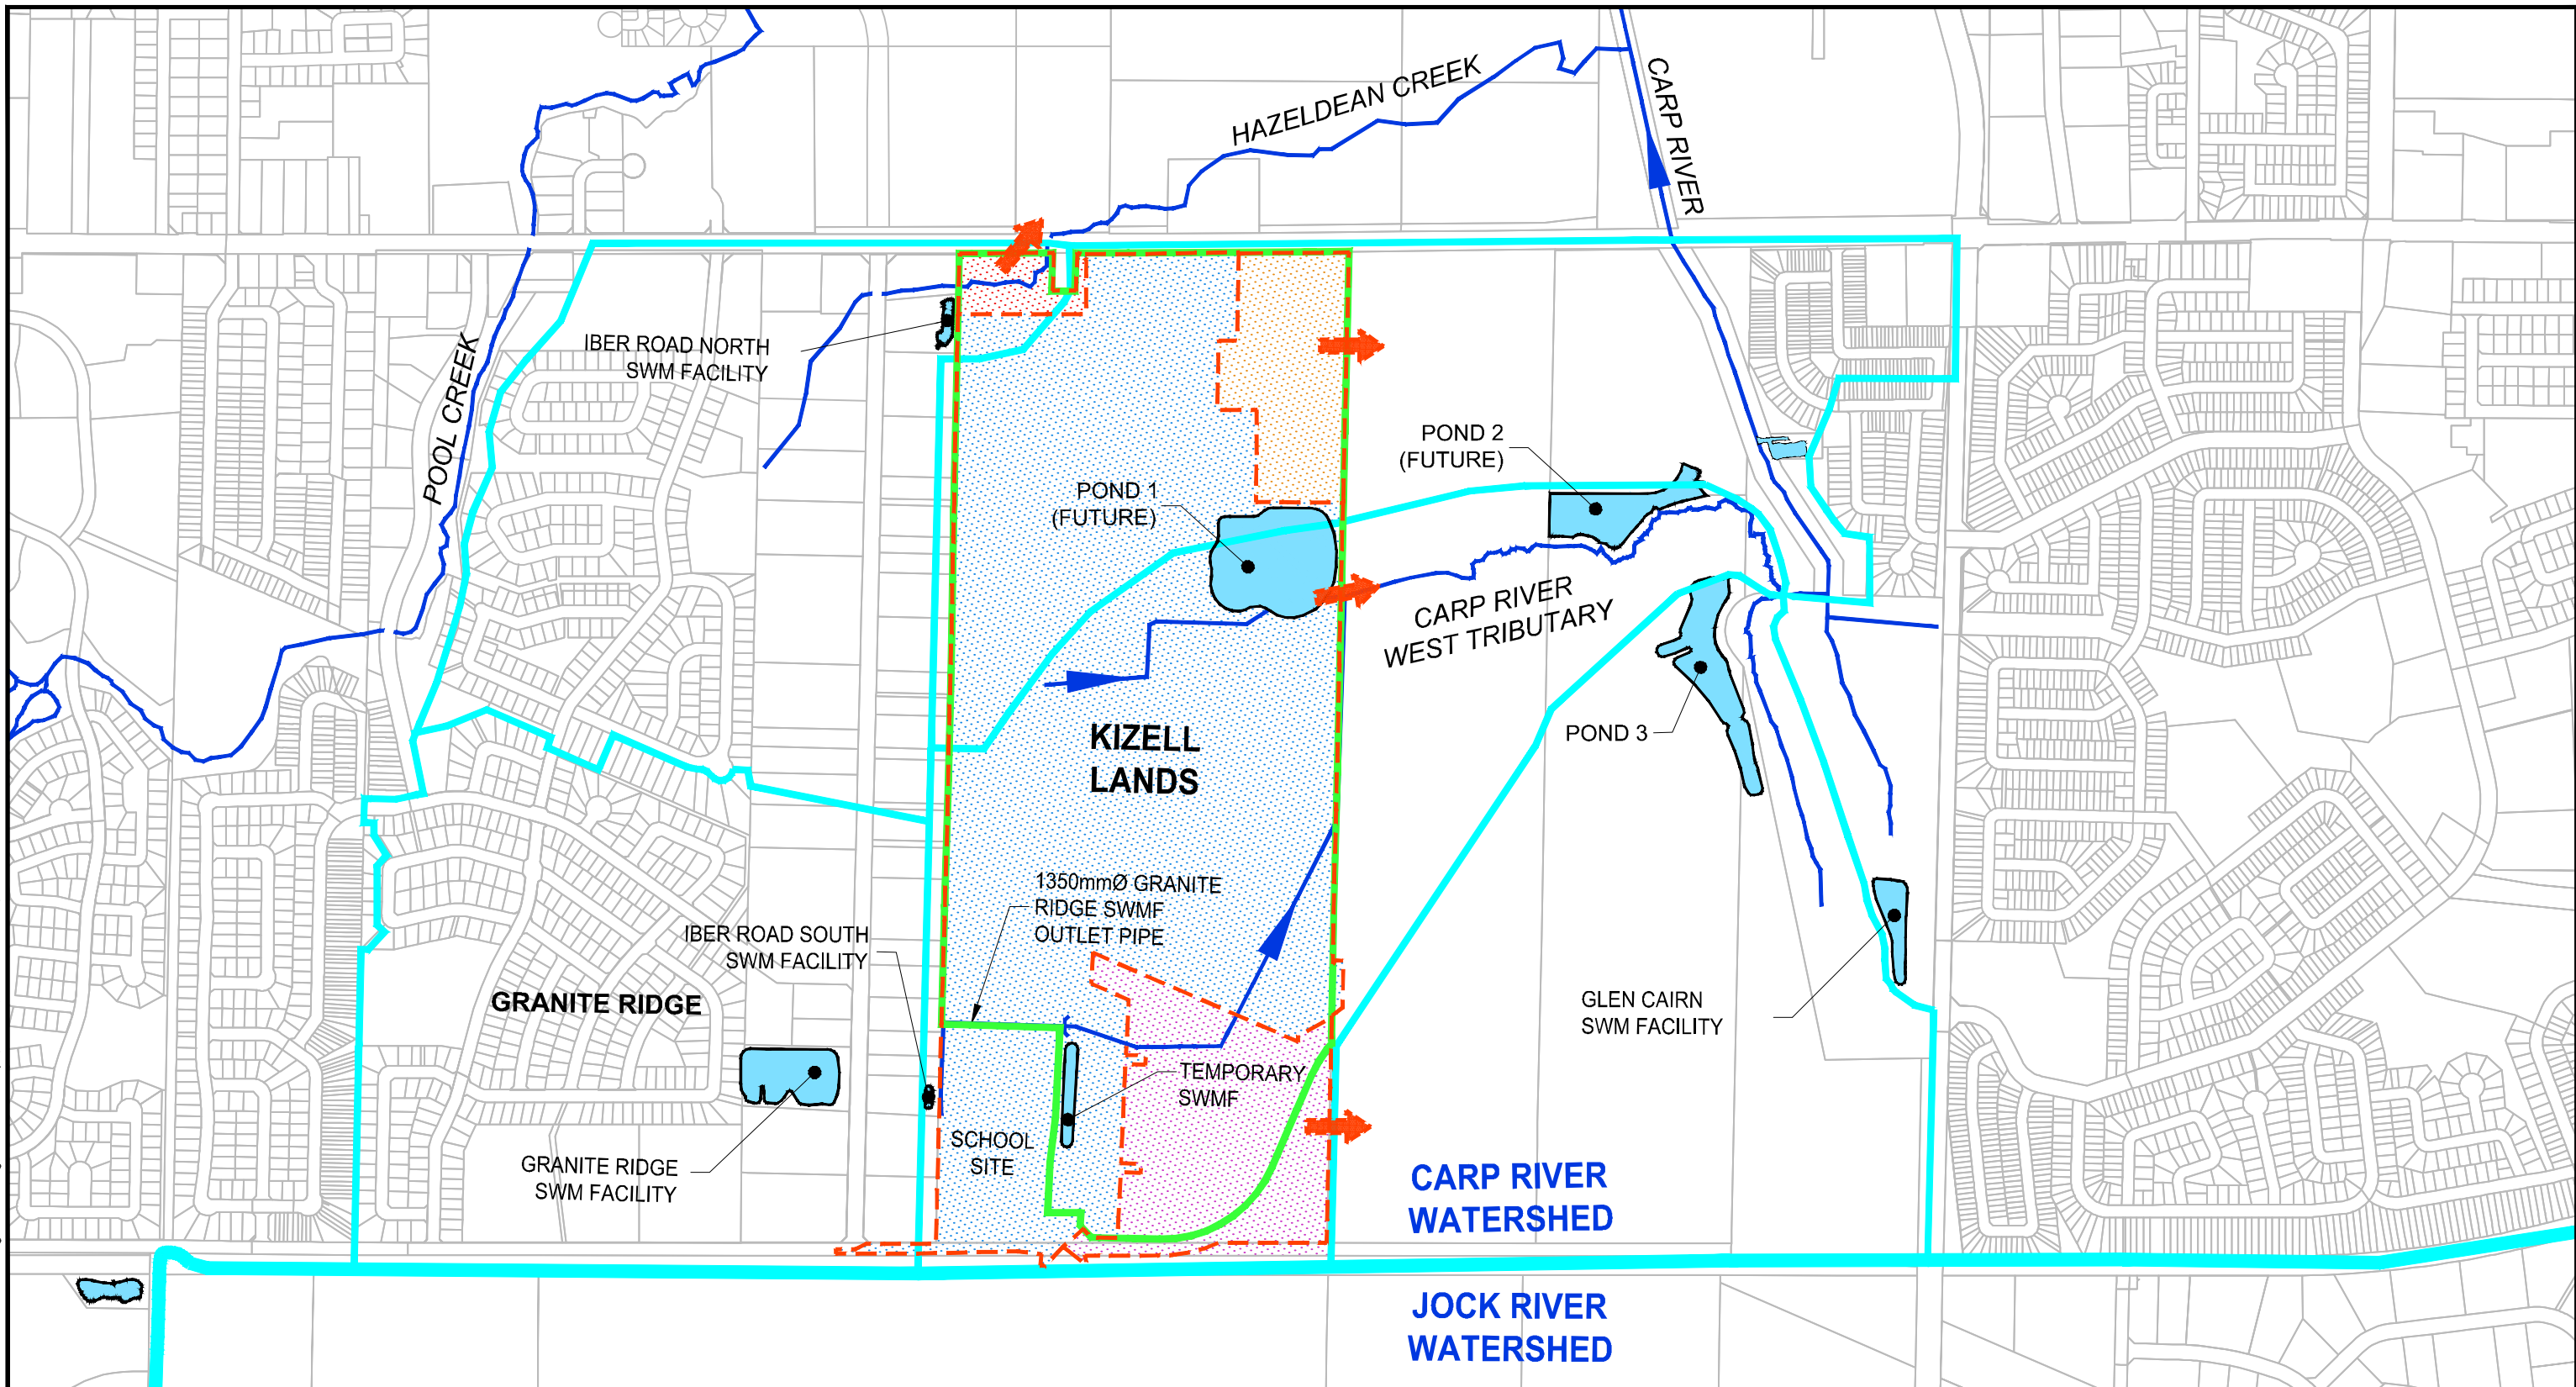 HAZELDEAN CREEK
CARP RIVER
IBER ROAD NORTH
SWM FACILITY
POOL CREEK
POND 2
(FUTURE)
POND 1
(FUTURE)
CARP RIVER
WEST TRIBUTARY
KIZELL
LANDS
POND 3
1350mmØ GRANITE
RIDGE SWMF
OUTLET PIPE
IBER ROAD SOUTH
SWM FACILITY
GRANITE RIDGE
GLEN CAIRN
SWM FACILITY
TEMPORARY
SWMF
SCHOOL
SITE
GRANITE RIDGE
SWM FACILITY
CARP RIVER
WATERSHED
JOCK RIVER
WATERSHED